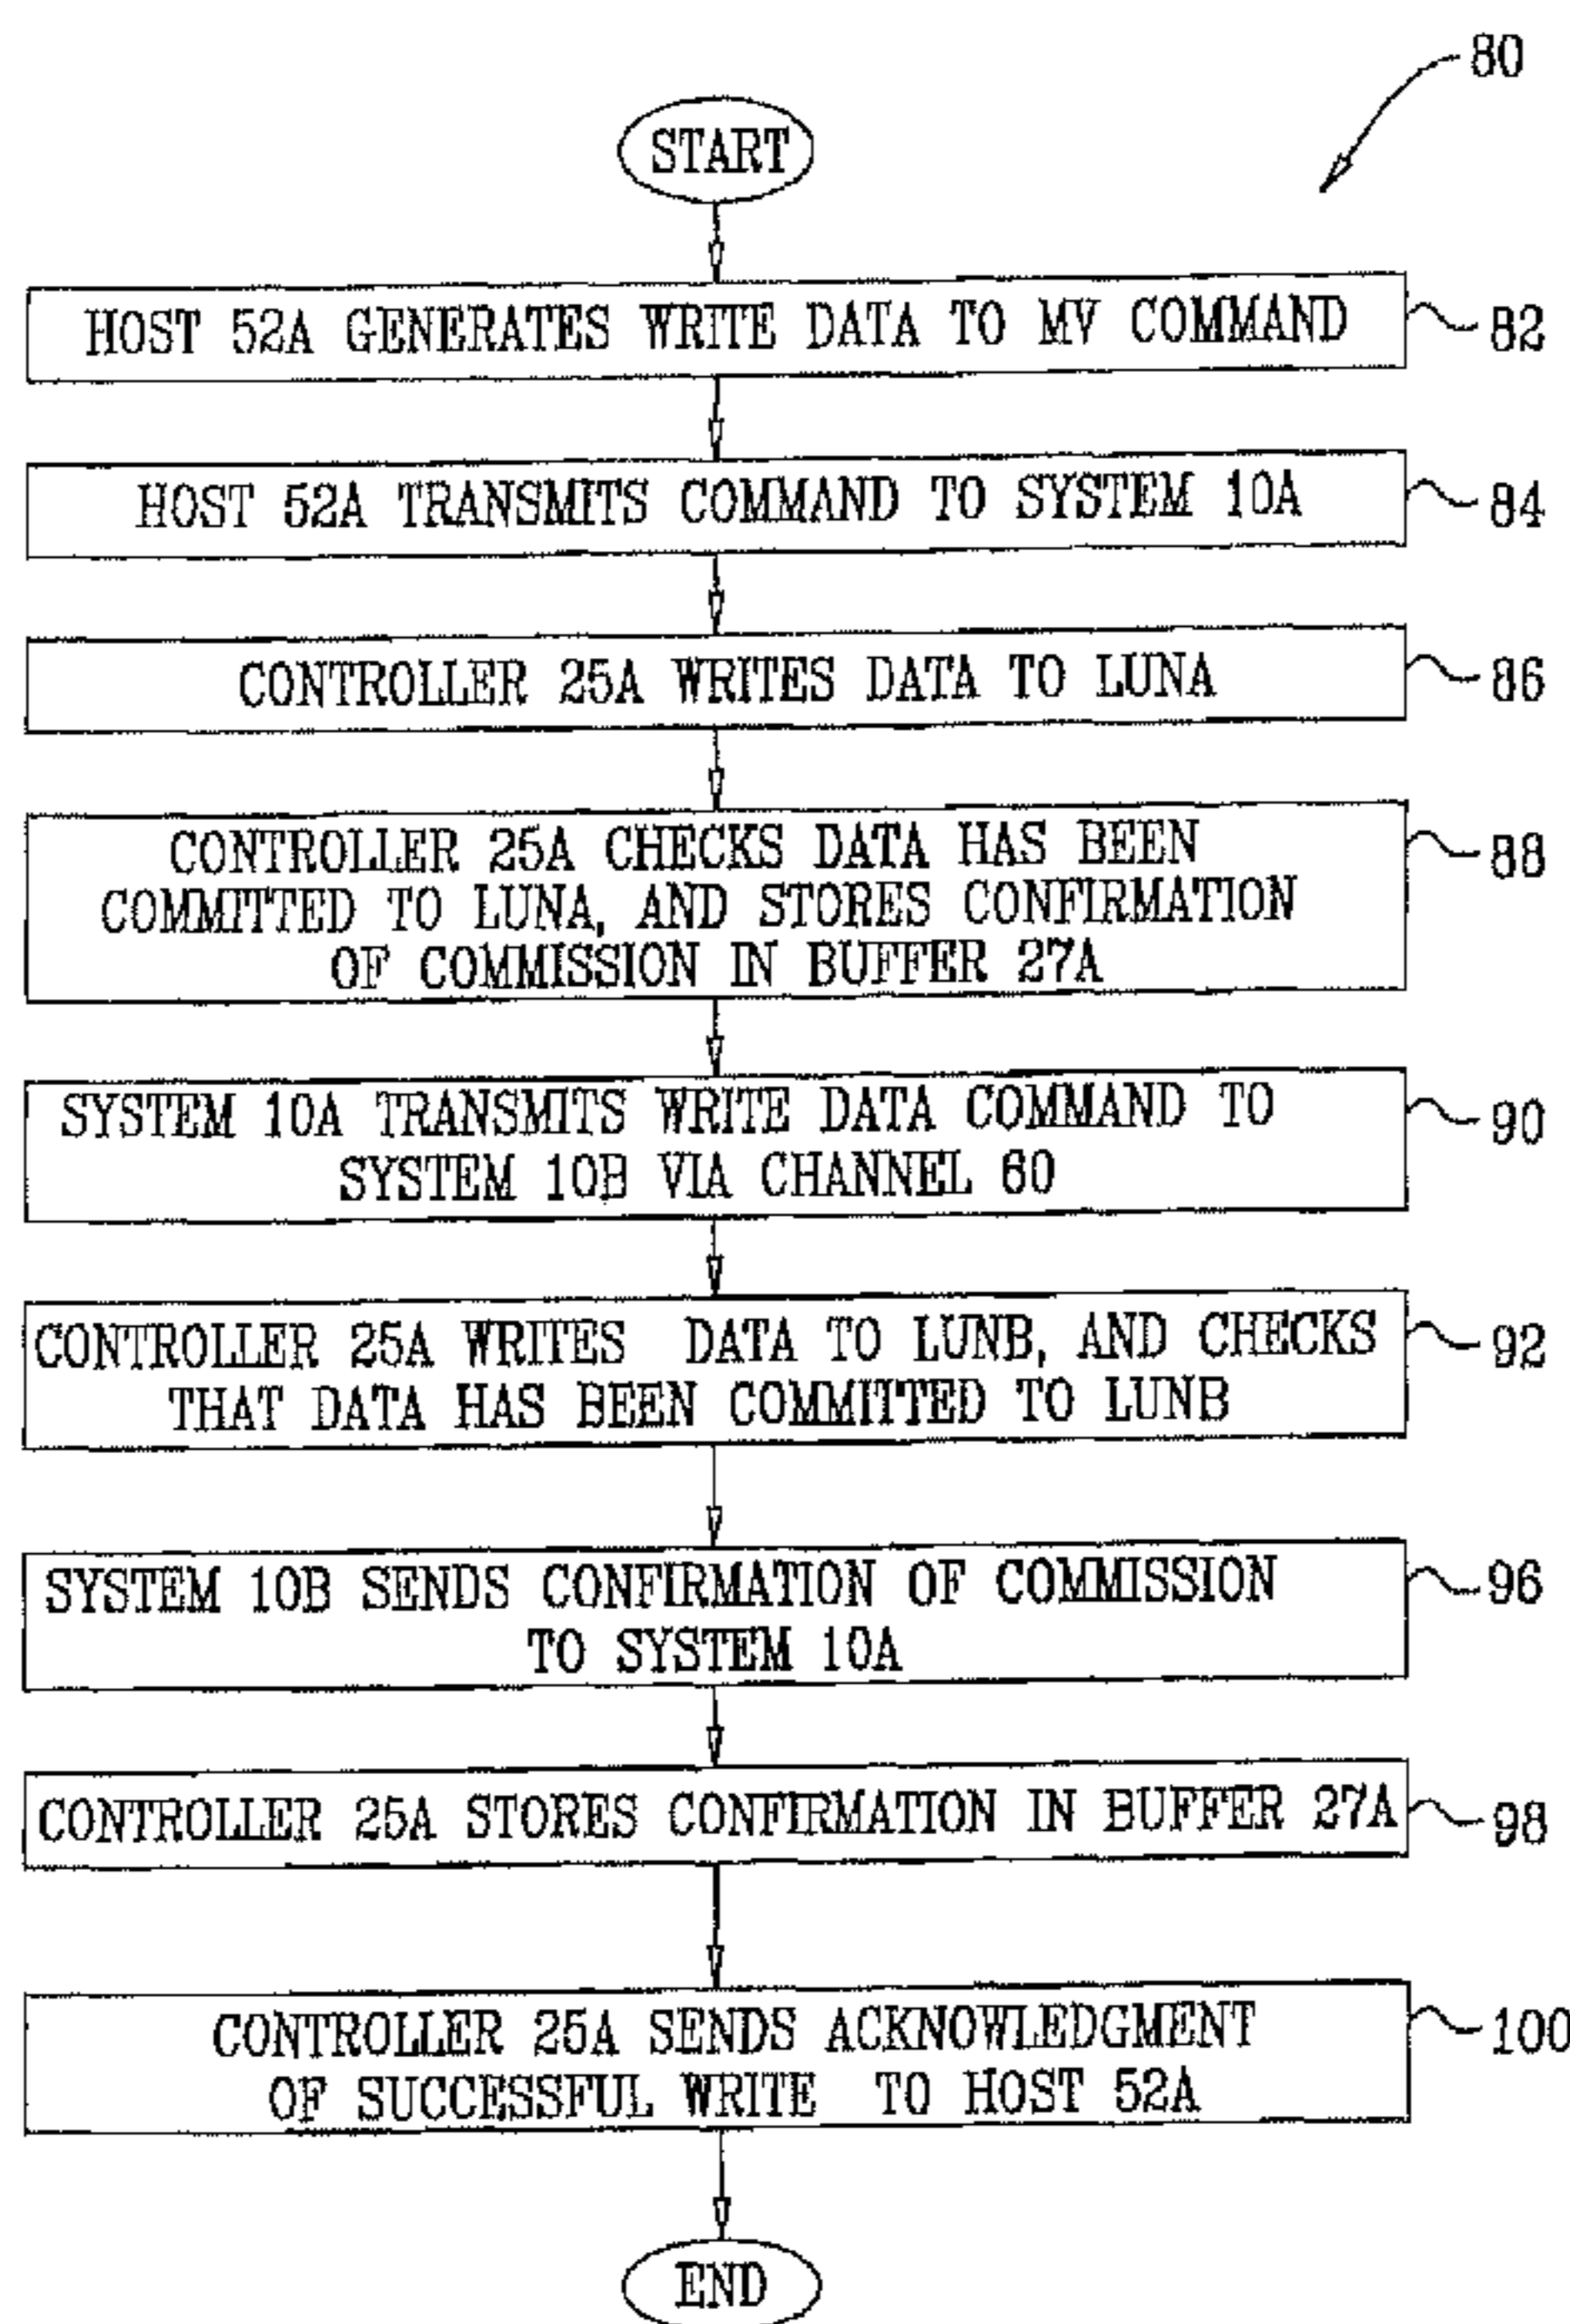 80
START
HOST 52A GENERATES WRITE DATA TO MV COMMAND
82
HOST 52A TRANSMITS COMMAND TO SYSTEM 10A
84
CONTROLLER 25A WRITES DATA TO LUNA
86
CONTROLLER 25A CHECKS DATA HAS BEEN
COMMITTED TO LUNA, AND STORES CONFIRMATION
OF COMMISSION IN BUFFER 27A
88
SYSTEM 10A TRANSMITS WRITE DATA COMMAND TO
SYSTEM 10B VIA CHANNEL 60
90
CONTROLLER 25A WRITES DATA TO LUNB, AND CHECKS
THAT DATA HAS BEEN COMMITTED TO LUNB
92
SYSTEM 10B SENDS CONFIRMATION OF COMMISSION
TO SYSTEM 10A
96
CONTROLLER 25A STORES CONFIRMATION IN BUFFER 27A
98
CONTROLLER 25A SENDS ACKNOWLEDGMENT
OF SUCCESSFUL WRITE TO HOST 52A
100
END